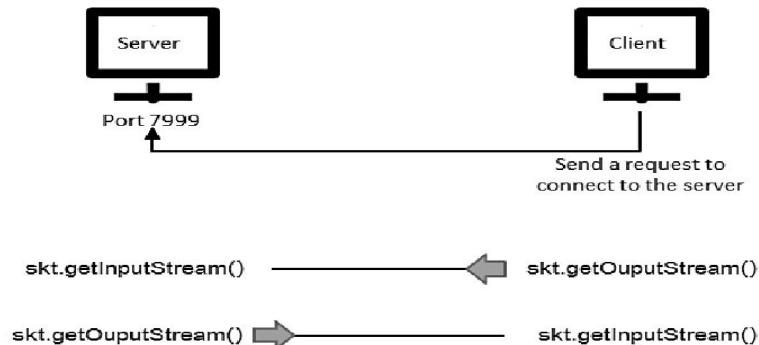 Server
Client
Port 7999
Send a request to
connect to the server
skt.getInputStream()
skt.getOuputStream()
skt.getOuputStream()
skt.getInputStream()